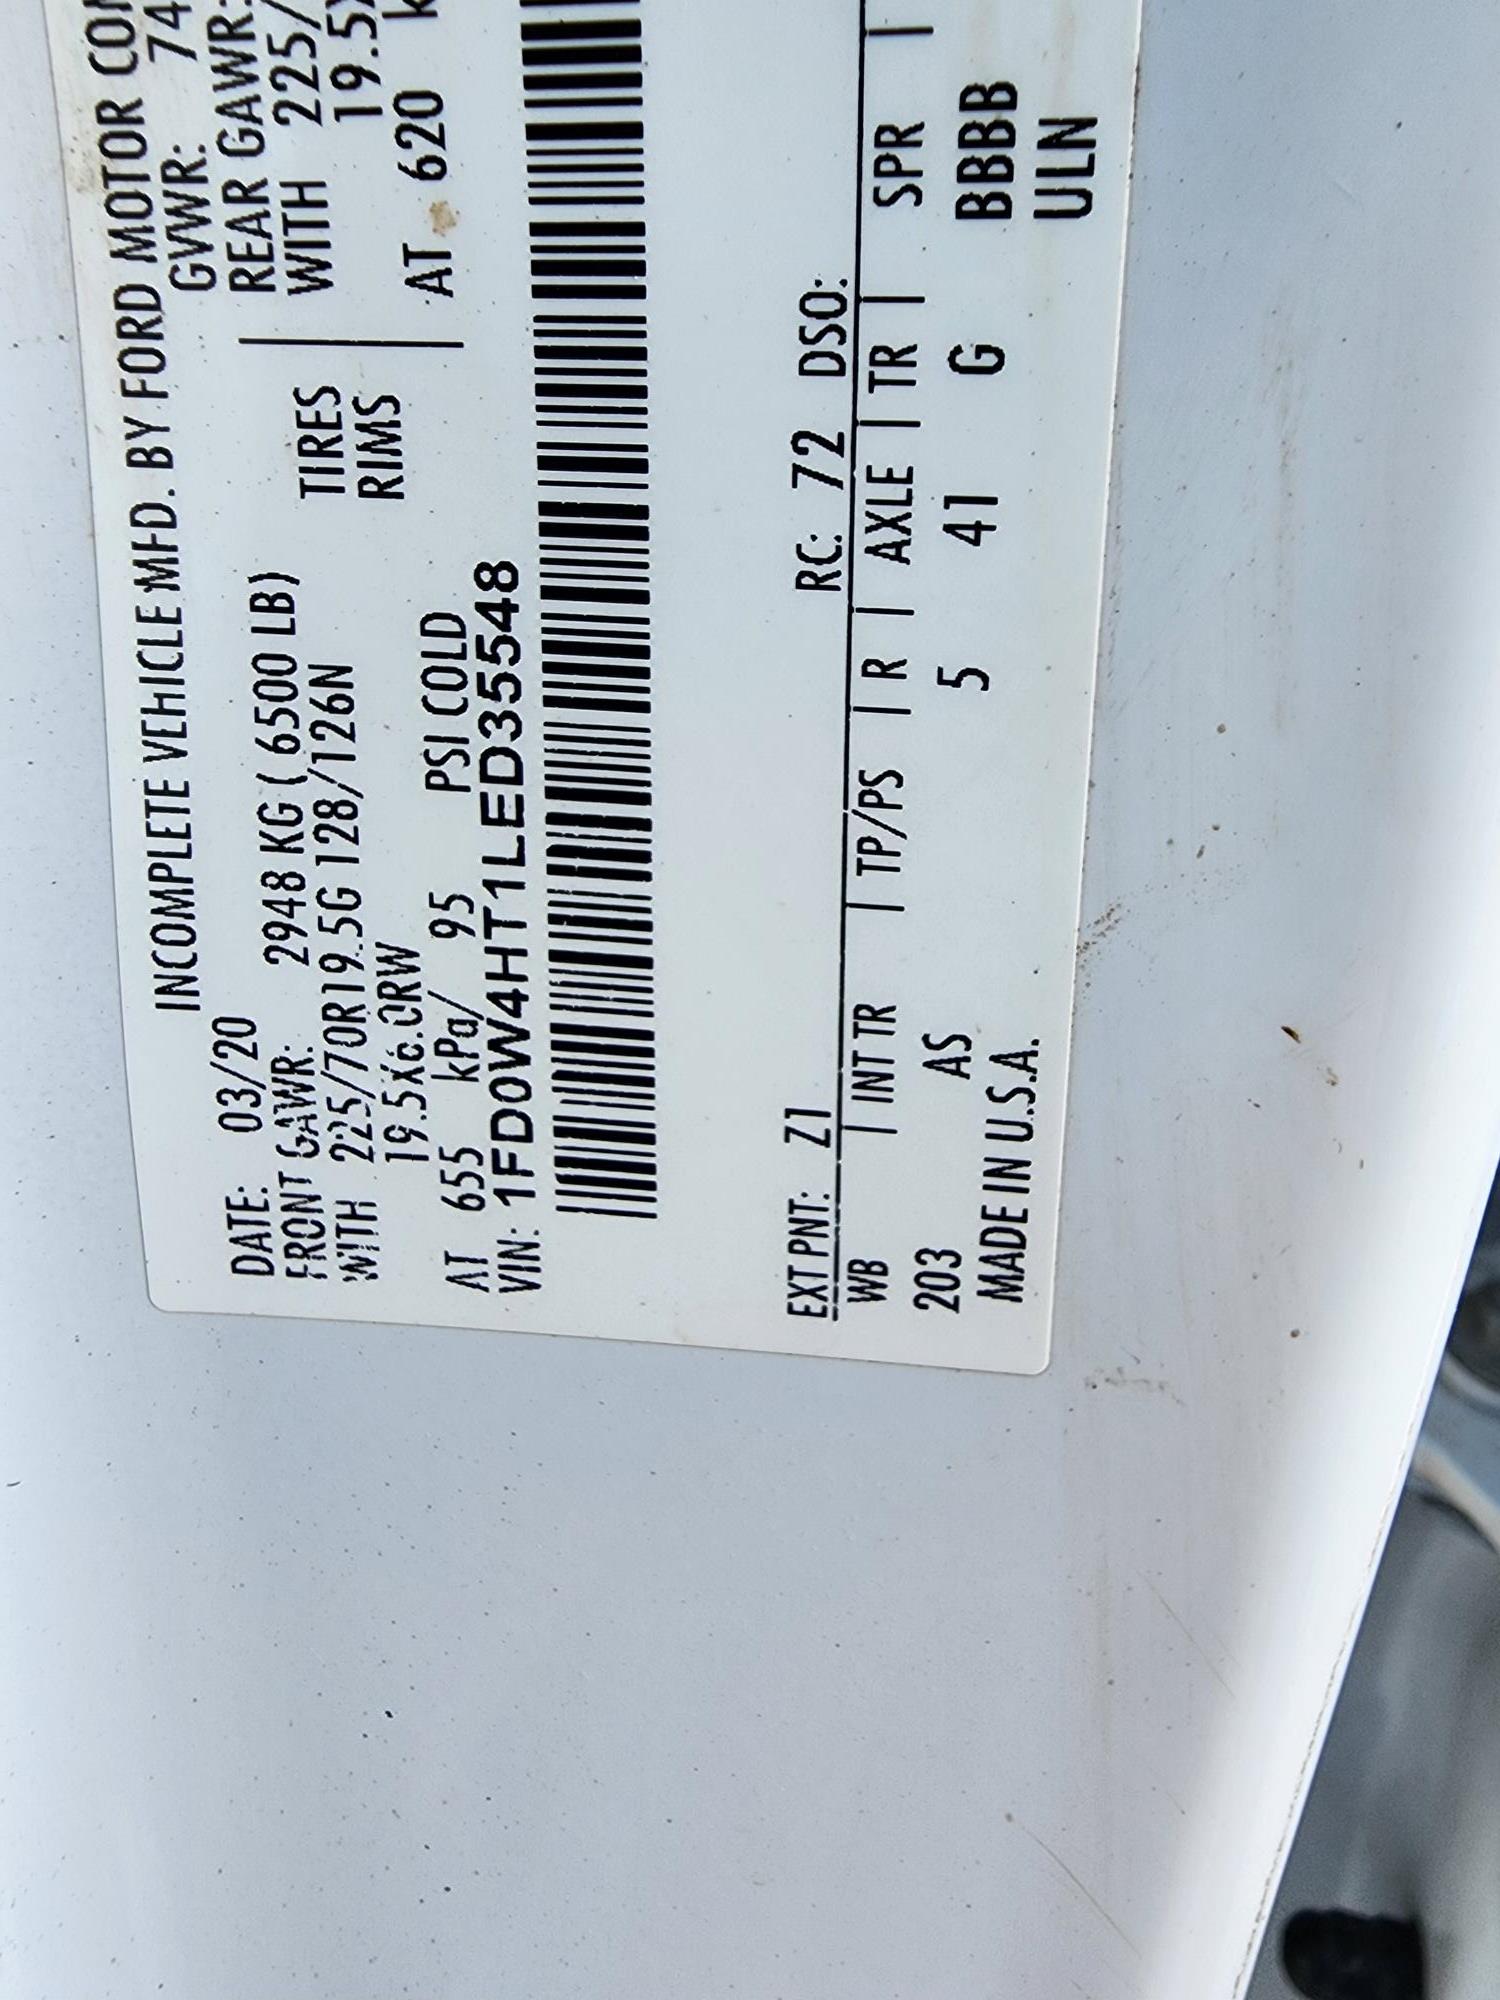 INCOMPLETE VEHICLE MFD. BY FORD MOTOR
DATE: 03/20 GVWR: 74
FRONT GAWR: 2948 KG ( 6500 LB) REAR GAWR:
WITH 225/70R19.5G 128/126N TIRES WITH 225/
19.5X6.0RW RIMS 19.5X
AT 655 kPa/ 95 PSI COLD AT 620
VIN: 1FD0W4HT1LED35548
EXT PNT: Z1 RC: 72 DSO:
WB | INT TR | TP/PS | R | AXLE | TR | SPR |
203 AS 5 41 G BBBB
MADE IN U.S.A. ULN